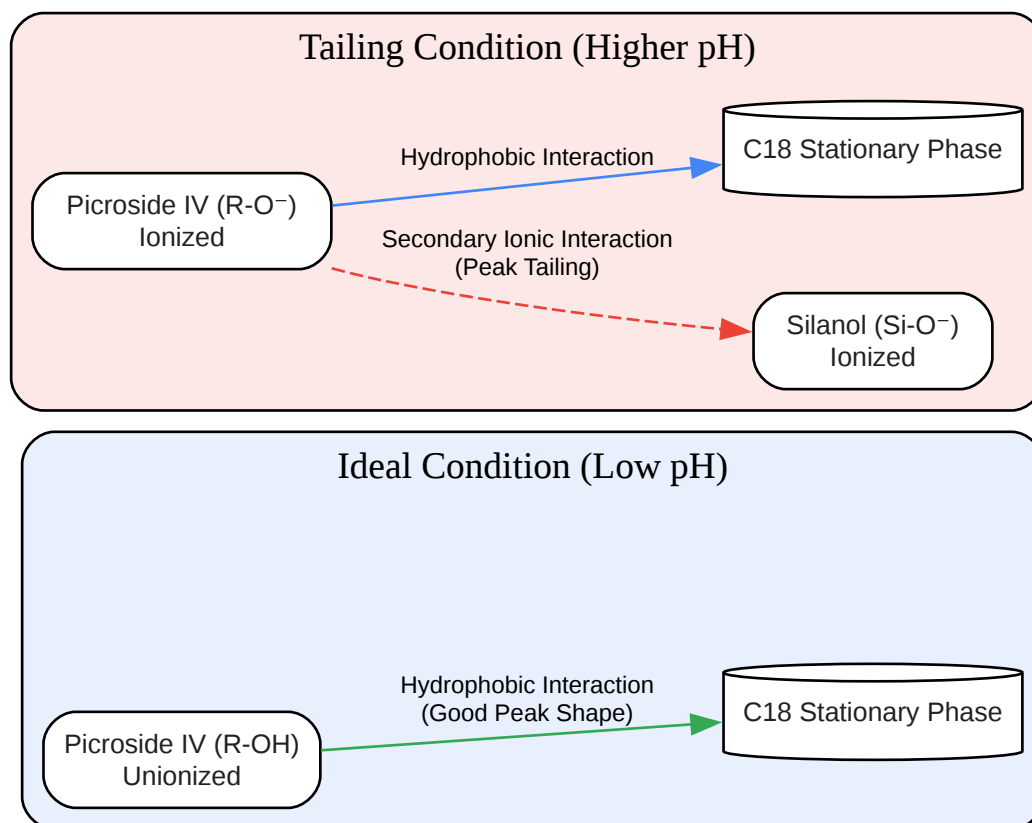 Tailing Condition (Higher pH)
Hydrophobic Interaction
C18 Stationary Phase
Picroside IV (R-O⁻)
Ionized
Secondary Ionic Interaction
(Peak Tailing)
Silanol (Si-O⁻)
Ionized
Ideal Condition (Low pH)
Hydrophobic Interaction
(Good Peak Shape)
C18 Stationary Phase
Picroside IV (R-OH)
Unionized